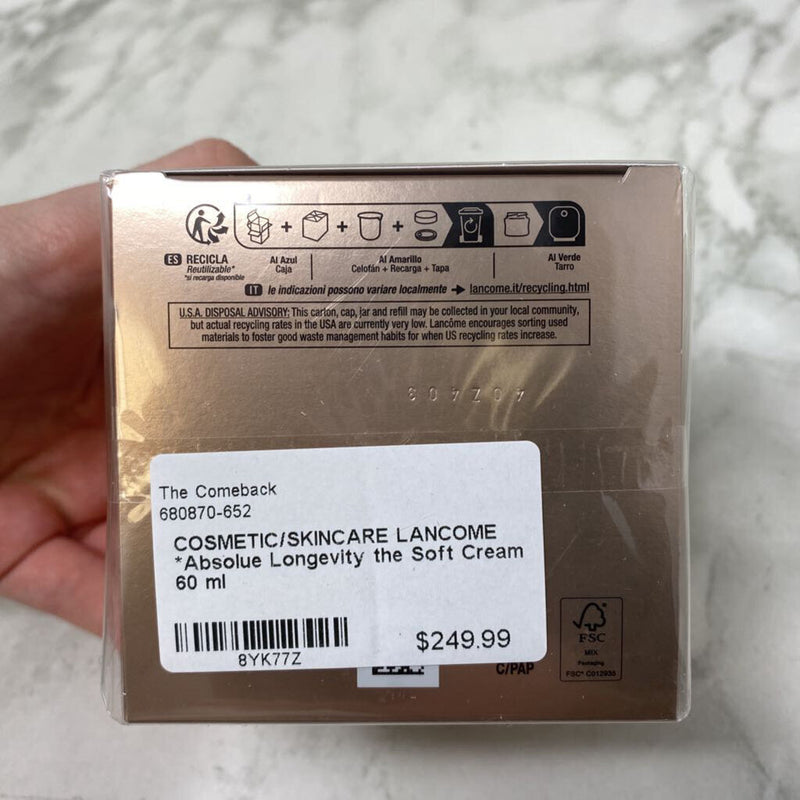 ES RECICLA
Reutilizable*
*si recarga disponible
Al Azul
Caja
Al Amarillo
Celofán + Recarga + Tapa
Al Verde
Tarro
IT le indicazioni possono variare localmente → lancome.it/recycling.html
U.S.A. DISPOSAL ADVISORY: This carton, cap, jar and refill may be collected in your local community,
but actual recycling rates in the USA are currently very low. Lancôme encourages sorting used
materials to foster good waste management habits for when US recycling rates increase.
The Comeback
680870-652
COSMETIC/SKINCARE LANCOME
*Absolue Longevity the Soft Cream
60 ml
8YK77Z
$249.99
C/PAP
FSC
MIX
Packaging
FSC® C012935